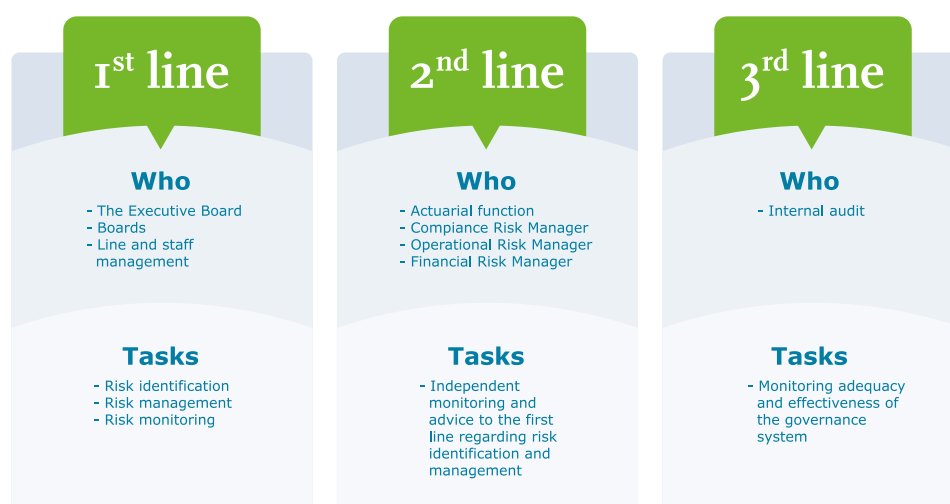 1st line
Who
- The Executive Board
- Boards
- Line and staff
management
Tasks
- Risk identification
- Risk management
- Risk monitoring
2nd line
Who
- Actuarial function
- Compiance Risk Manager
- Operational Risk Manager
- Financial Risk Manager
Tasks
- Independent
monitoring and
advice to the first
line regarding risk
identification and
management
3rd line
Who
- Internal audit
Tasks
- Monitoring adequacy
and effectiveness of
the governance
system